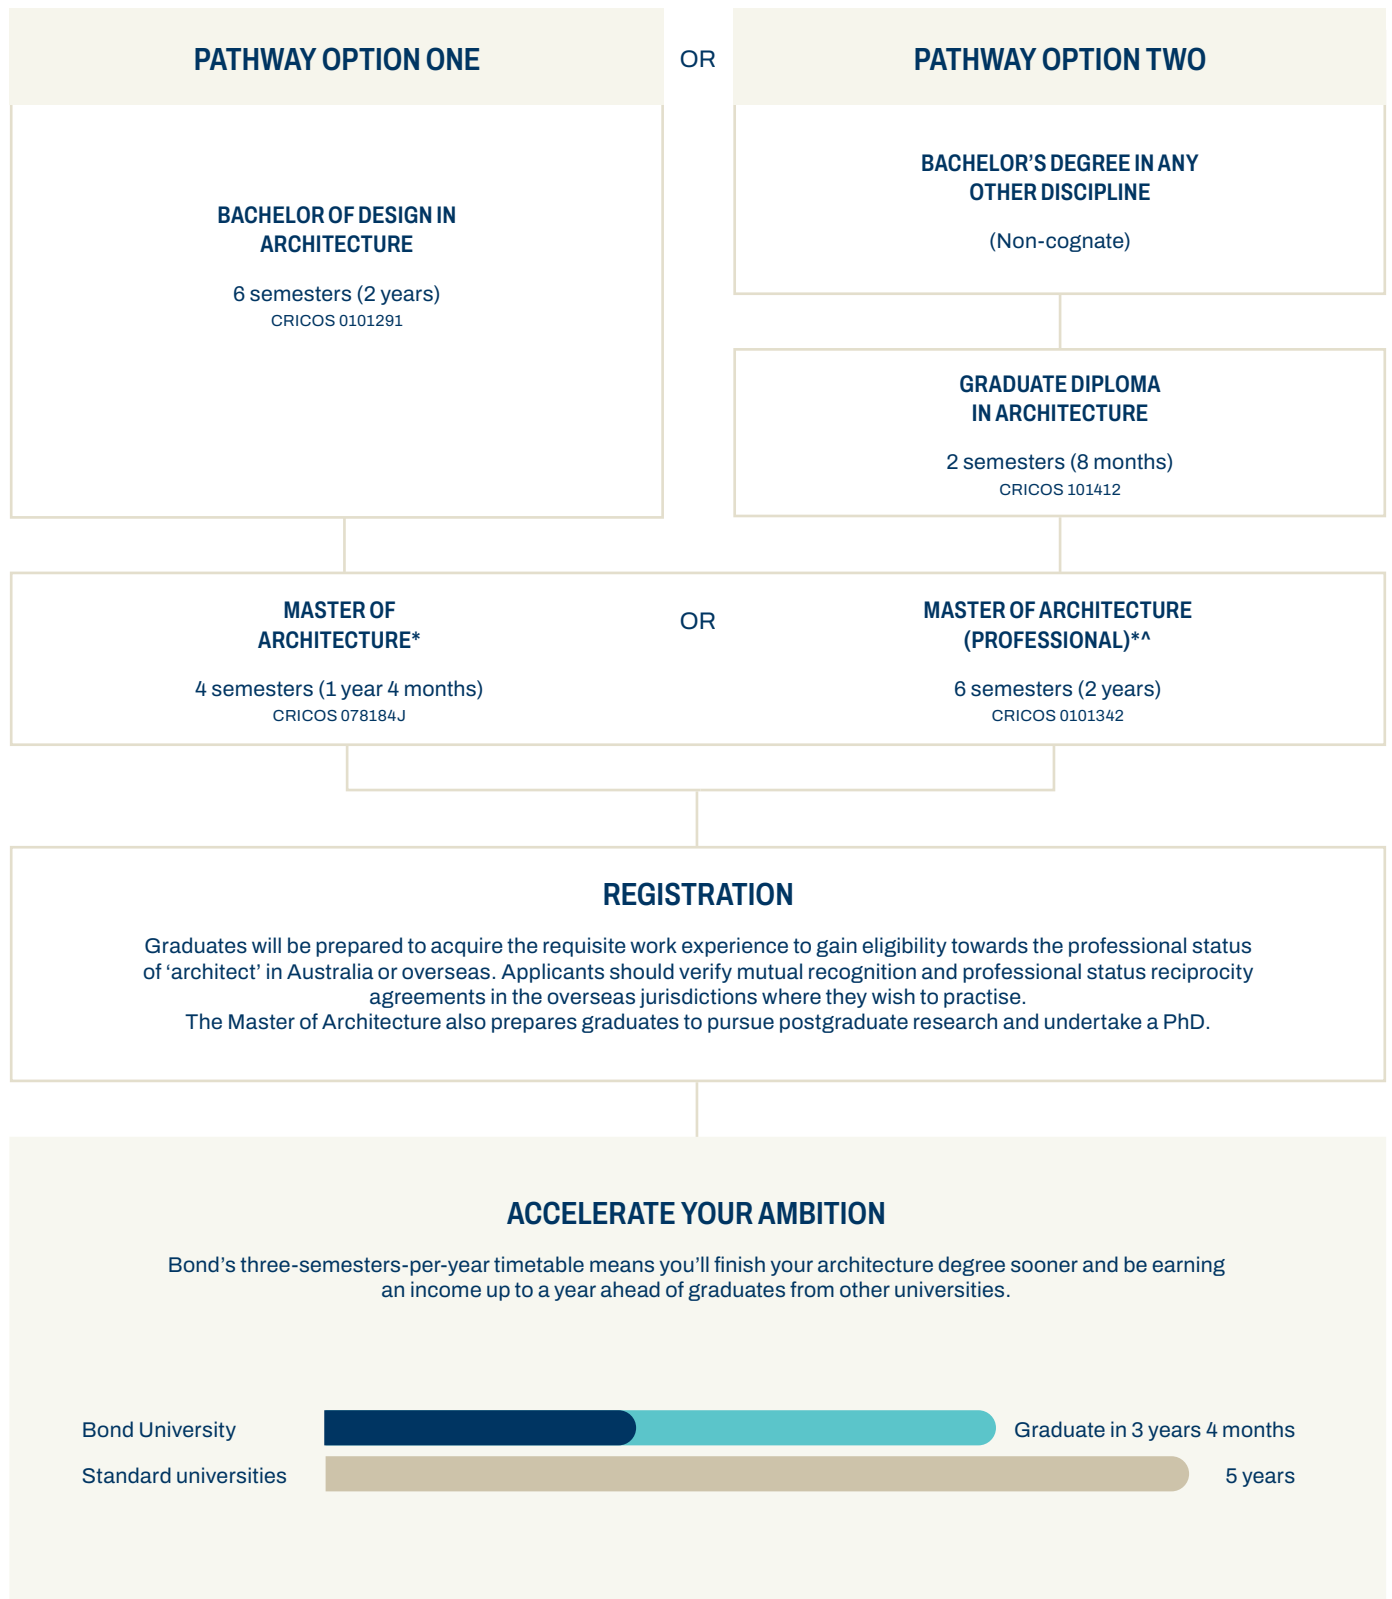 PATHWAY OPTION ONE
OR
PATHWAY OPTION TWO
BACHELOR OF DESIGN IN
ARCHITECTURE
6 semesters (2 years)
CRICOS 0101291
BACHELOR’S DEGREE IN ANY
OTHER DISCIPLINE
(Non-cognate)
GRADUATE DIPLOMA
IN ARCHITECTURE
2 semesters (8 months)
CRICOS 101412
MASTER OF
ARCHITECTURE*
4 semesters (1 year 4 months)
CRICOS 078184J
OR
MASTER OF ARCHITECTURE
(PROFESSIONAL)*^
6 semesters (2 years)
CRICOS 0101342
REGISTRATION
Graduates will be prepared to acquire the requisite work experience to gain eligibility towards the professional status
of ‘architect’ in Australia or overseas. Applicants should verify mutual recognition and professional status reciprocity
agreements in the overseas jurisdictions where they wish to practise.
The Master of Architecture also prepares graduates to pursue postgraduate research and undertake a PhD.
ACCELERATE YOUR AMBITION
Bond’s three-semesters-per-year timetable means you’ll finish your architecture degree sooner and be earning
an income up to a year ahead of graduates from other universities.
Bond University
Graduate in 3 years 4 months
Standard universities
5 years